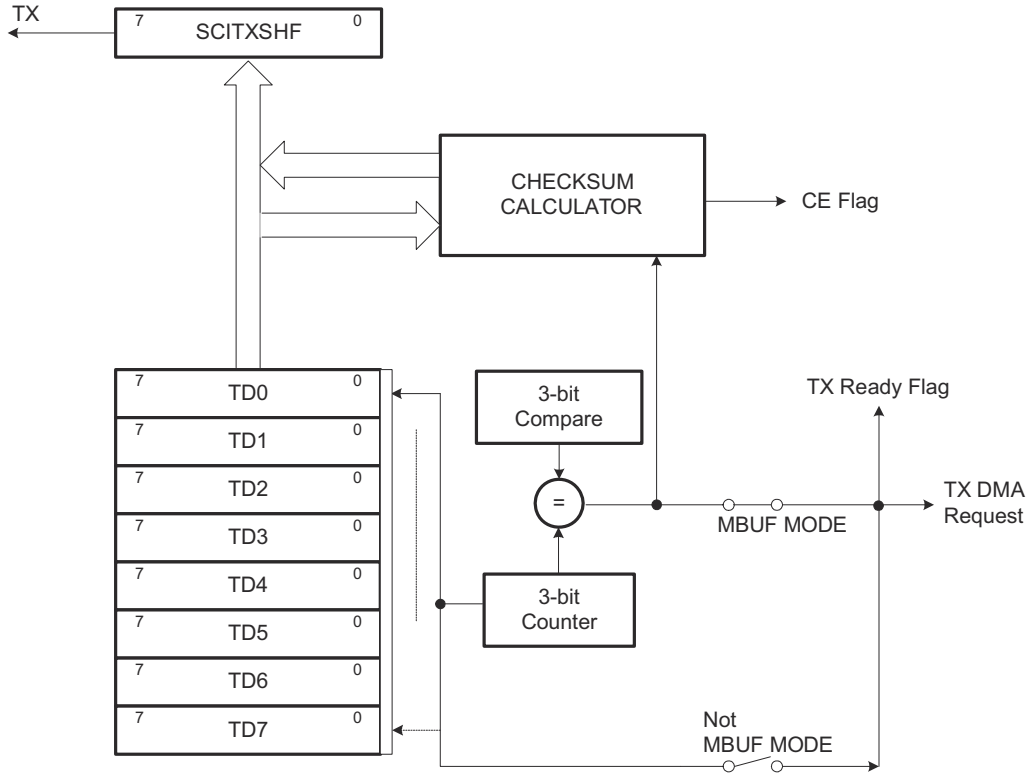 TX
7 SCITXSHF 0
CHECKSUM
CALCULATOR
CE Flag
7 TD0 0
7 TD1 0
7 TD2 0
7 TD3 0
7 TD4 0
7 TD5 0
7 TD6 0
7 TD7 0
3-bit
Compare
=
3-bit
Counter
TX Ready Flag
TX DMA
Request
MBUF MODE
Not
MBUF MODE